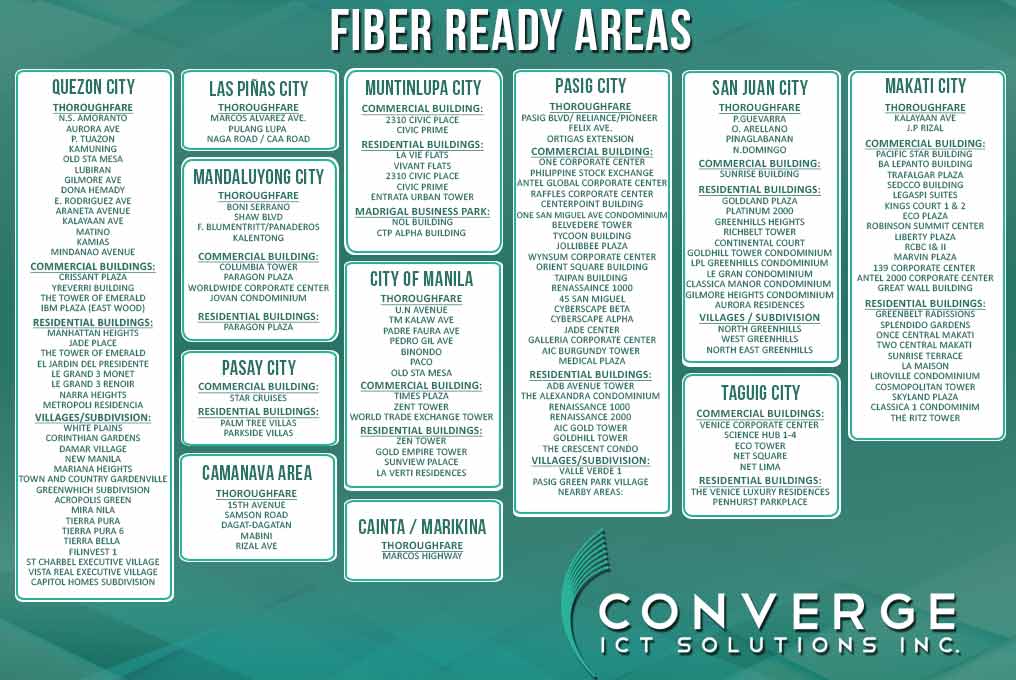 FIBER READY AREAS
QUEZON CITY
THOROUGHFARE
N.S. AMORANTO
AURORA AVE
P. TUAZON
KAMUNING
OLD STA MESA
LUBIRAN
GILMORE AVE
DONA HEMADY
E. RODRIGUEZ AVE
ARANETA AVENUE
KALAYAAN AVE
MATINO
KAMIAS
MINDANAO AVENUE
COMMERCIAL BUILDINGS:
CRISSANT PLAZA
YREVERRI BUILDING
THE TOWER OF EMERALD
IBM PLAZA (EAST WOOD)
RESIDENTIAL BUILDINGS:
MANHATTAN HEIGHTS
JADE PLACE
THE TOWER OF EMERALD
EL JARDIN DEL PRESIDENTE
LE GRAND 3 MONET
LE GRAND 3 RENOIR
NARRA HEIGHTS
METROPOLI RESIDENCIA
VILLAGES/SUBDIVISION:
WHITE PLAINS
CORINTHIAN GARDENS
DAMAR VILLAGE
NEW MANILA
MARIANA HEIGHTS
TOWN AND COUNTRY GARDENVILLE
GREENWHICH SUBDIVISION
ACROPOLIS GREEN
MIRA NILA
TIERRA PURA
TIERRA PURA 6
TIERRA BELLA
FILINVEST 1
ST CHARBEL EXECUTIVE VILLAGE
VISTA REAL EXECUTIVE VILLAGE
CAPITOL HOMES SUBDIVISION
LAS PIÑAS CITY
THOROUGHFARE
MARCOS ALVAREZ AVE.
PULANG LUPA
NAGA ROAD / CAA ROAD
MANDALUYONG CITY
THOROUGHFARE
BONI SERRANO
SHAW BLVD
F. BLUMENTRITT/PANADEROS
KALENTONG
COMMERCIAL BUILDINGS:
COLUMBIA TOWER
PARAGON PLAZA
WORLDWIDE CORPORATE CENTER
JOVAN CONDOMINIUM
RESIDENTIAL BUILDINGS:
PARAGON PLAZA
PASAY CITY
COMMERCIAL BUILDING:
STAR CRUISES
RESIDENTIAL BUILDINGS:
PALM TREE VILLAS
PARKSIDE VILLAS
CAMANAVA AREA
THOROUGHFARE
15TH AVENUE
SAMSON ROAD
DAGAT-DAGATAN
MABINI
RIZAL AVE
MUNTINLUPA CITY
COMMERCIAL BUILDING:
2310 CIVIC PLACE
CIVIC PRIME
RESIDENTIAL BUILDINGS:
LA VIE FLATS
VIVANT FLATS
2310 CIVIC PLACE
CIVIC PRIME
ENTRATA URBAN TOWER
MADRIGAL BUSINESS PARK:
NOL BUILDING
CTP ALPHA BUILDING
CITY OF MANILA
THOROUGHFARE
U.N AVENUE
TM KALAW AVE
PADRE FAURA AVE
PEDRO GIL AVE
BINONDO
PACO
OLD STA MESA
COMMERCIAL BUILDING:
TIMES PLAZA
ZENT TOWER
WORLD TRADE EXCHANGE TOWER
RESIDENTIAL BUILDINGS:
ZEN TOWER
GOLD EMPIRE TOWER
SUNVIEW PALACE
LA VERTI RESIDENCES
CAINTA / MARIKINA
THOROUGHFARE
MARCOS HIGHWAY
PASIG CITY
THOROUGHFARE
PASIG BLVD/ RELIANCE/PIONEER
FELIX AVE.
ORTIGAS EXTENSION
COMMERCIAL BUILDING:
ONE CORPORATE CENTER
PHILIPPINE STOCK EXCHANGE
ANTEL GLOBAL CORPORATE CENTER
RAFFLES CORPORATE CENTER
CENTERPOINT BUILDING
ONE SAN MIGUEL AVE CONDOMINIUM
BELVEDERE TOWER
TYCOON BUILDING
JOLLIBEE PLAZA
WYNSUM CORPORATE CENTER
ORIENT SQUARE BUILDING
TAIPAN BUILDING
RENASSAINCE 1000
45 SAN MIGUEL
CYBERSCAPE BETA
CYBERSCAPE ALPHA
JADE CENTER
GALLERIA CORPORATE CENTER
AIC BURGUNDY TOWER
MEDICAL PLAZA
RESIDENTIAL BUILDINGS:
ADB AVENUE TOWER
THE ALEXANDRA CONDOMINIUM
RENAISSANCE 1000
RENAISSANCE 2000
AIC GOLD TOWER
GOLDHILL TOWER
THE CRESCENT CONDO
VILLAGES/SUBDIVISION:
VALLE VERDE 1
PASIG GREEN PARK VILLAGE
NEARBY AREAS:
SAN JUAN CITY
THOROUGHFARE
P.GUEVARRA
O. ARELLANO
PINAGLABANAN
N.DOMINGO
COMMERCIAL BUILDING:
SUNRISE BUILDING
RESIDENTIAL BUILDINGS:
GOLDLAND PLAZA
PLATINUM 2000
GREENHILLS HEIGHTS
RICHBELT TOWER
CONTINENTAL COURT
GOLDHILL TOWER CONDOMINIUM
LPL GREENHILLS CONDOMINIUM
LE GRAN CONDOMINIUM
CLASSICA MANOR CONDOMINIUM
GILMORE HEIGHTS CONDOMINIUM
AURORA RESIDENCES
VILLAGES / SUBDIVISION
NORTH GREENHILLS
WEST GREENHILLS
NORTH EAST GREENHILLS
TAGUIG CITY
COMMERCIAL BUILDINGS:
VENICE CORPORATE CENTER
SCIENCE HUB 1-4
ECO TOWER
NET SQUARE
NET LIMA
RESIDENTIAL BUILDINGS:
THE VENICE LUXURY RESIDENCES
PENHURST PARKPLACE
MAKATI CITY
THOROUGHFARE
KALAYAAN AVE
J.P RIZAL
COMMERCIAL BUILDING:
PACIFIC STAR BUILDING
BA LEPANTO BUILDING
TRAFALGAR PLAZA
SEDCCO BUILDING
LEGASPI SUITES
KINGS COURT 1 & 2
ECO PLAZA
ROBINSON SUMMIT CENTER
LIBERTY PLAZA
RCBC I& II
MARVIN PLAZA
139 CORPORATE CENTER
ANTEL 2000 CORPORATE CENTER
GREAT WALL BUILDING
RESIDENTIAL BUILDINGS:
GREENBELT RADISSIONS
SPLENDIDO GARDENS
ONCE CENTRAL MAKATI
TWO CENTRAL MAKATI
SUNRISE TERRACE
LA MAISON
LIROVILLE CONDOMINIUM
COSMOPOLITAN TOWER
SKYLAND PLAZA
CLASSICA 1 CONDOMINIM
THE RITZ TOWER
CONVERGE
ICT SOLUTIONS INC.